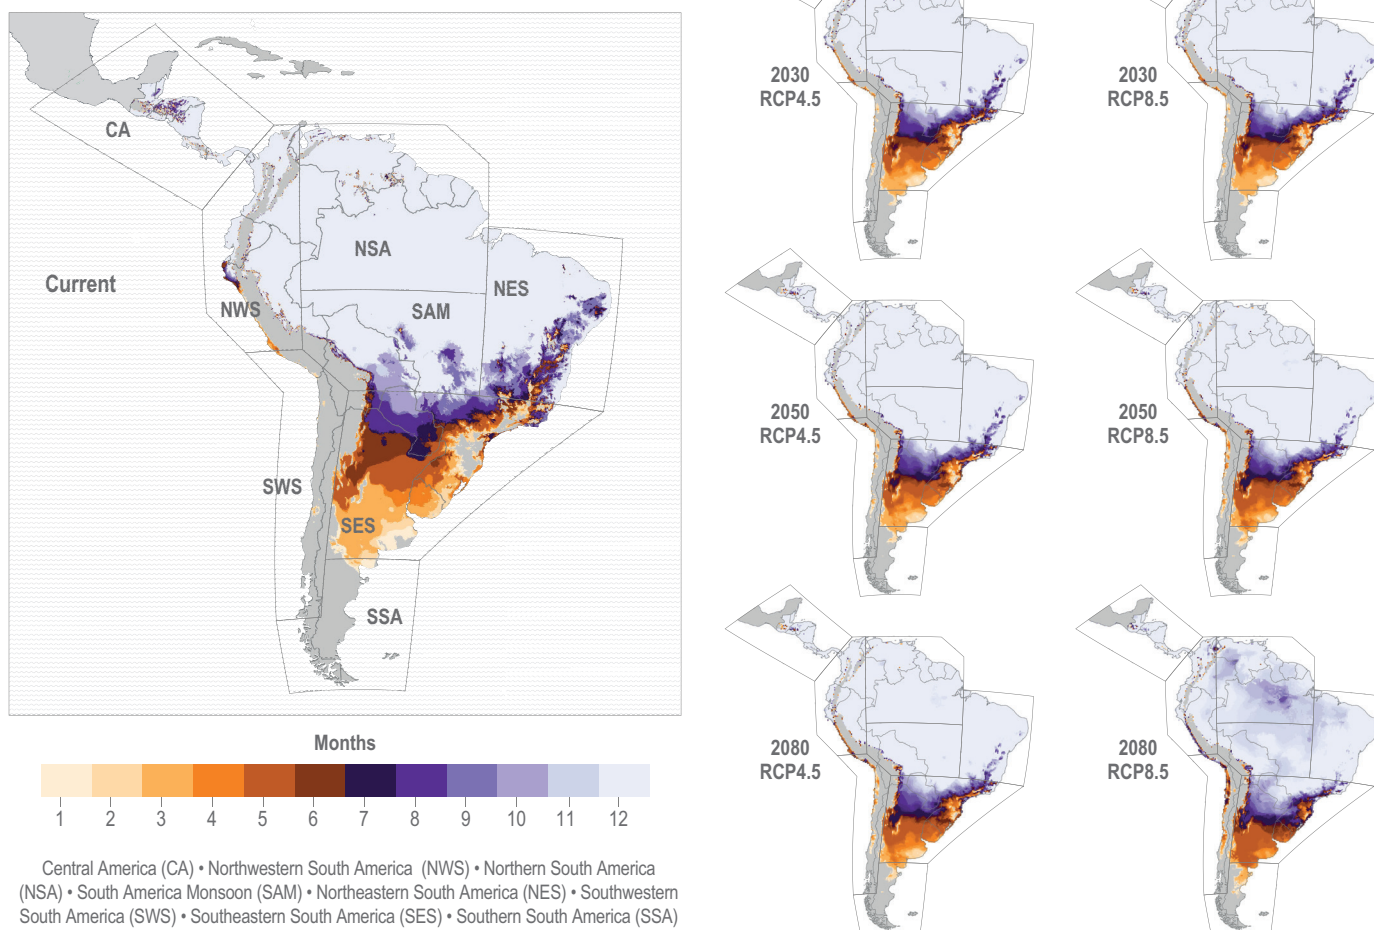 CA
Current
NSA
NES
NWS
SAM
SWS
SES
SSA
Months
1 2 3 4 5 6 7 8 9 10 11 12
Central America (CA) • Northwestern South America (NWS) • Northern South America
(NSA) • South America Monsoon (SAM) • Northeastern South America (NES) • Southwestern
South America (SWS) • Southeastern South America (SES) • Southern South America (SSA)
2030
RCP4.5
2030
RCP8.5
2050
RCP4.5
2050
RCP8.5
2080
RCP4.5
2080
RCP8.5